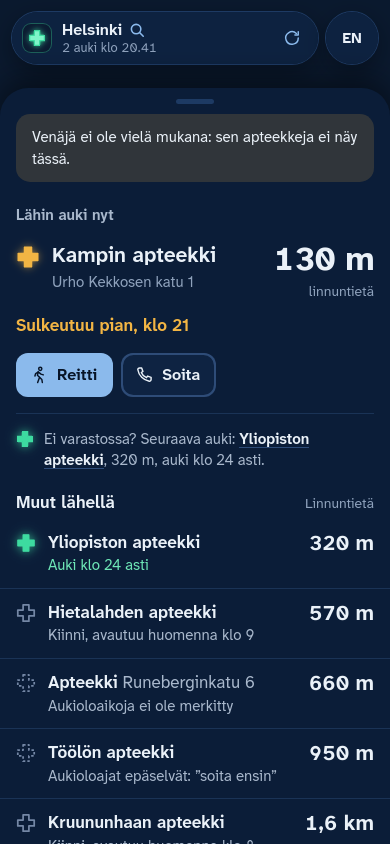 Helsinki
2 auki klo 20.41
EN
Venäjä ei ole vielä mukana: sen apteekkeja ei näy
tässä.
Lähin auki nyt
Kampin apteekki
130 m
Urho Kekkosen katu 1
linnuntietä
Sulkeutuu pian, klo 21
Reitti
Soita
Ei varastossa? Seuraava auki: Yliopiston
apteekki, 320 m, auki klo 24 asti.
Muut lähellä
Linnuntietä
Yliopiston apteekki
320 m
Auki klo 24 asti
Hietalahden apteekki
570 m
Kiinni, avautuu huomenna klo 9
Apteekki Runeberginkatu 6
660 m
Aukioloaikoja ei ole merkitty
Töölön apteekki
950 m
Aukioloajat epäselvät: ”soita ensin”
Kruununhaan apteekki
1,6 km